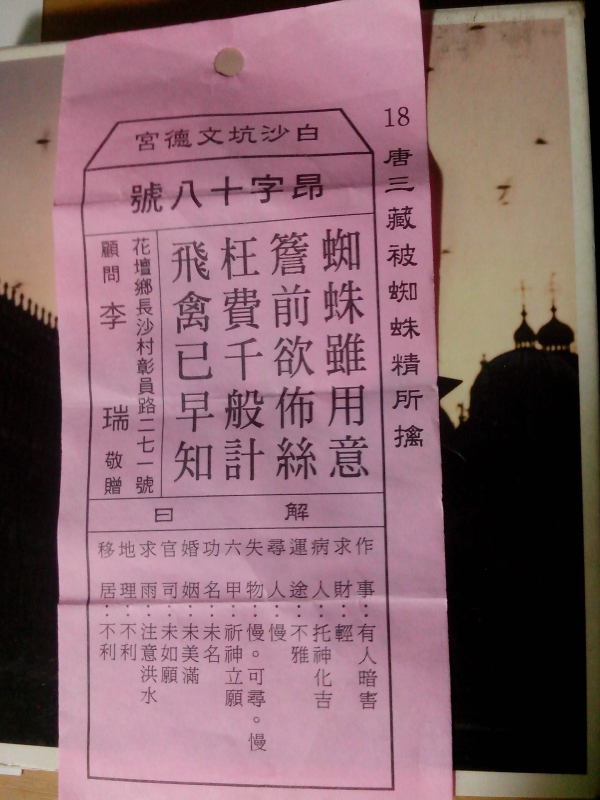 18唐三藏被蜘蛛精所擒
白沙坑文德宮
昂字十八號
蜘蛛雖用意
簷前欲佈絲
枉費千般計
飛禽已早知
花壇鄉長沙村彰員路二七一號
顧問 李 瑞 敬贈
解曰
作事：有人暗害
求財：輕
病人：托神化吉
運途：不雅
尋人：慢
失物：慢。可尋。慢
六甲：祈神立願
功名：未名
婚姻：未美滿
官司：未如願
求雨：注意洪水
地理：不利
移居：不利